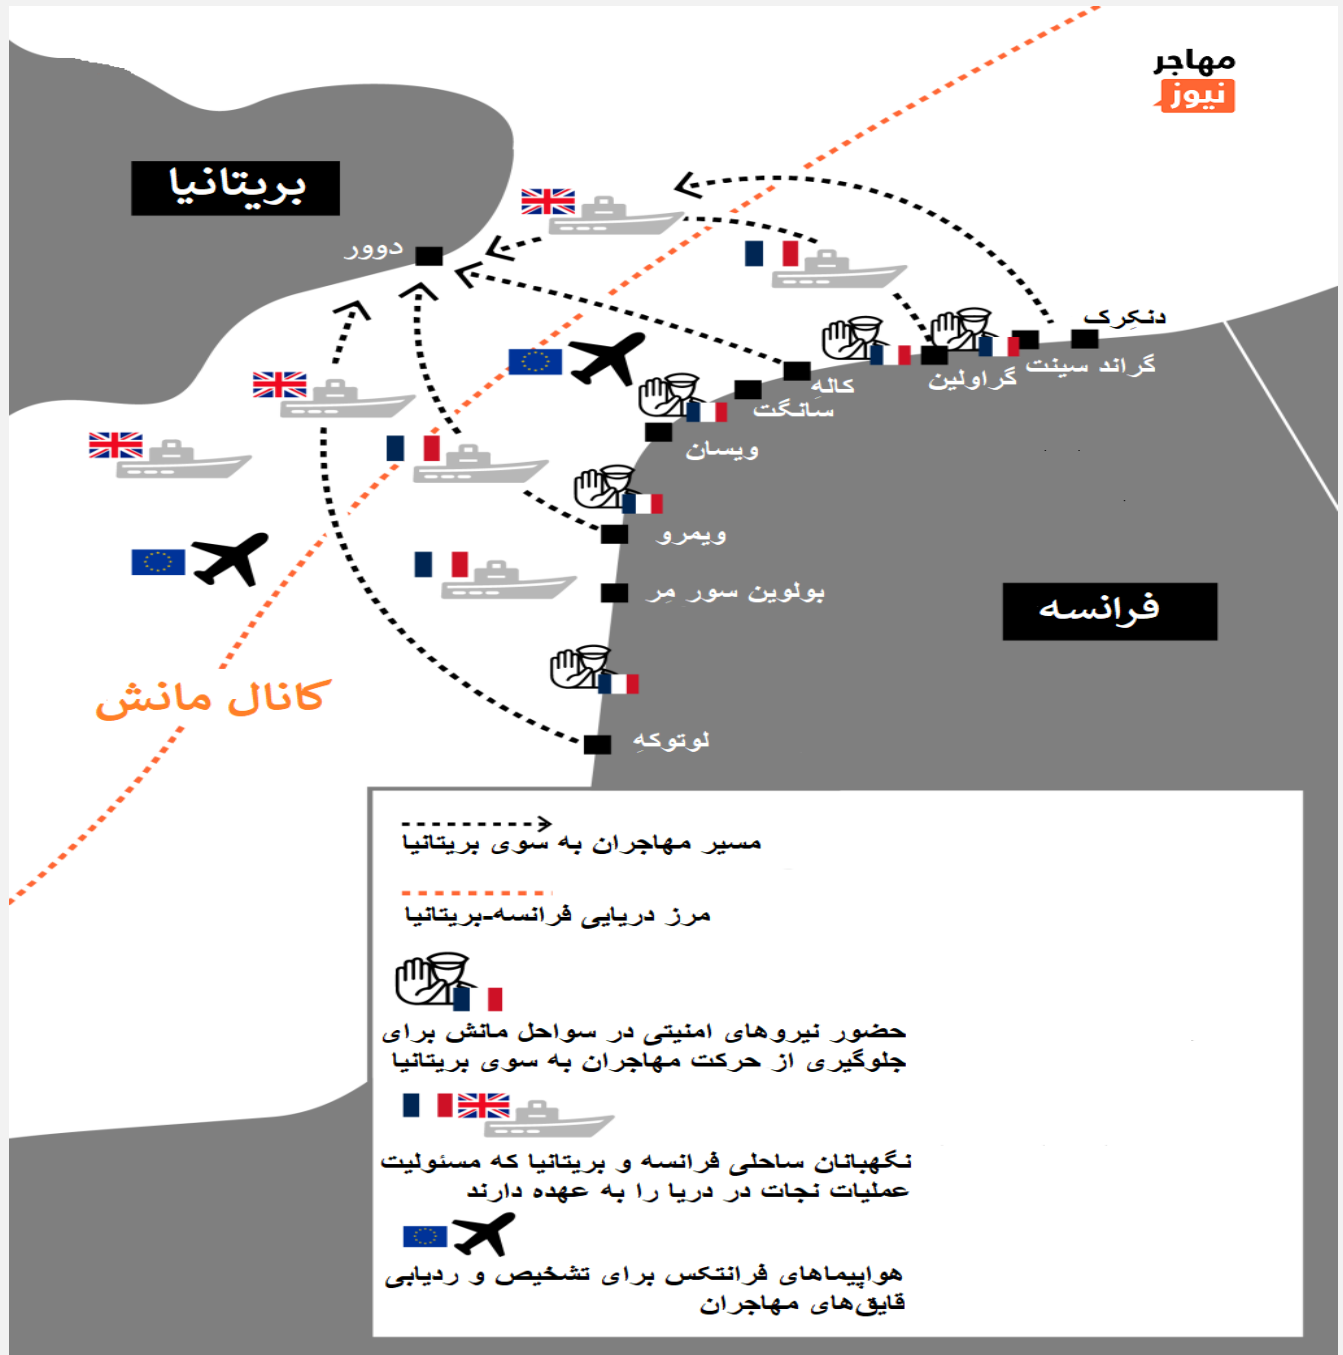 مهاجر
نیوز
بریتانیا
دوور
دنکِرک
گراند سینت
گراولین
کالهِ
سانگت
ویسان
ویمرو
بولوین سور مِر
فرانسه
کانال مانش
لوتوکهِ
مسیر مهاجران به سوی بریتانیا
مرز دریایی فرانسه-بریتانیا
حضور نیروهای امنیتی در سواحل مانش برای
جلوگیری از حرکت مهاجران به سوی بریتانیا
نگهبانان ساحلی فرانسه و بریتانیا که مسئولیت
عملیات نجات در دریا را به عهده دارند
هواپیماهای فرانتکس برای تشخیص و ردیابی
قایق‌های مهاجران